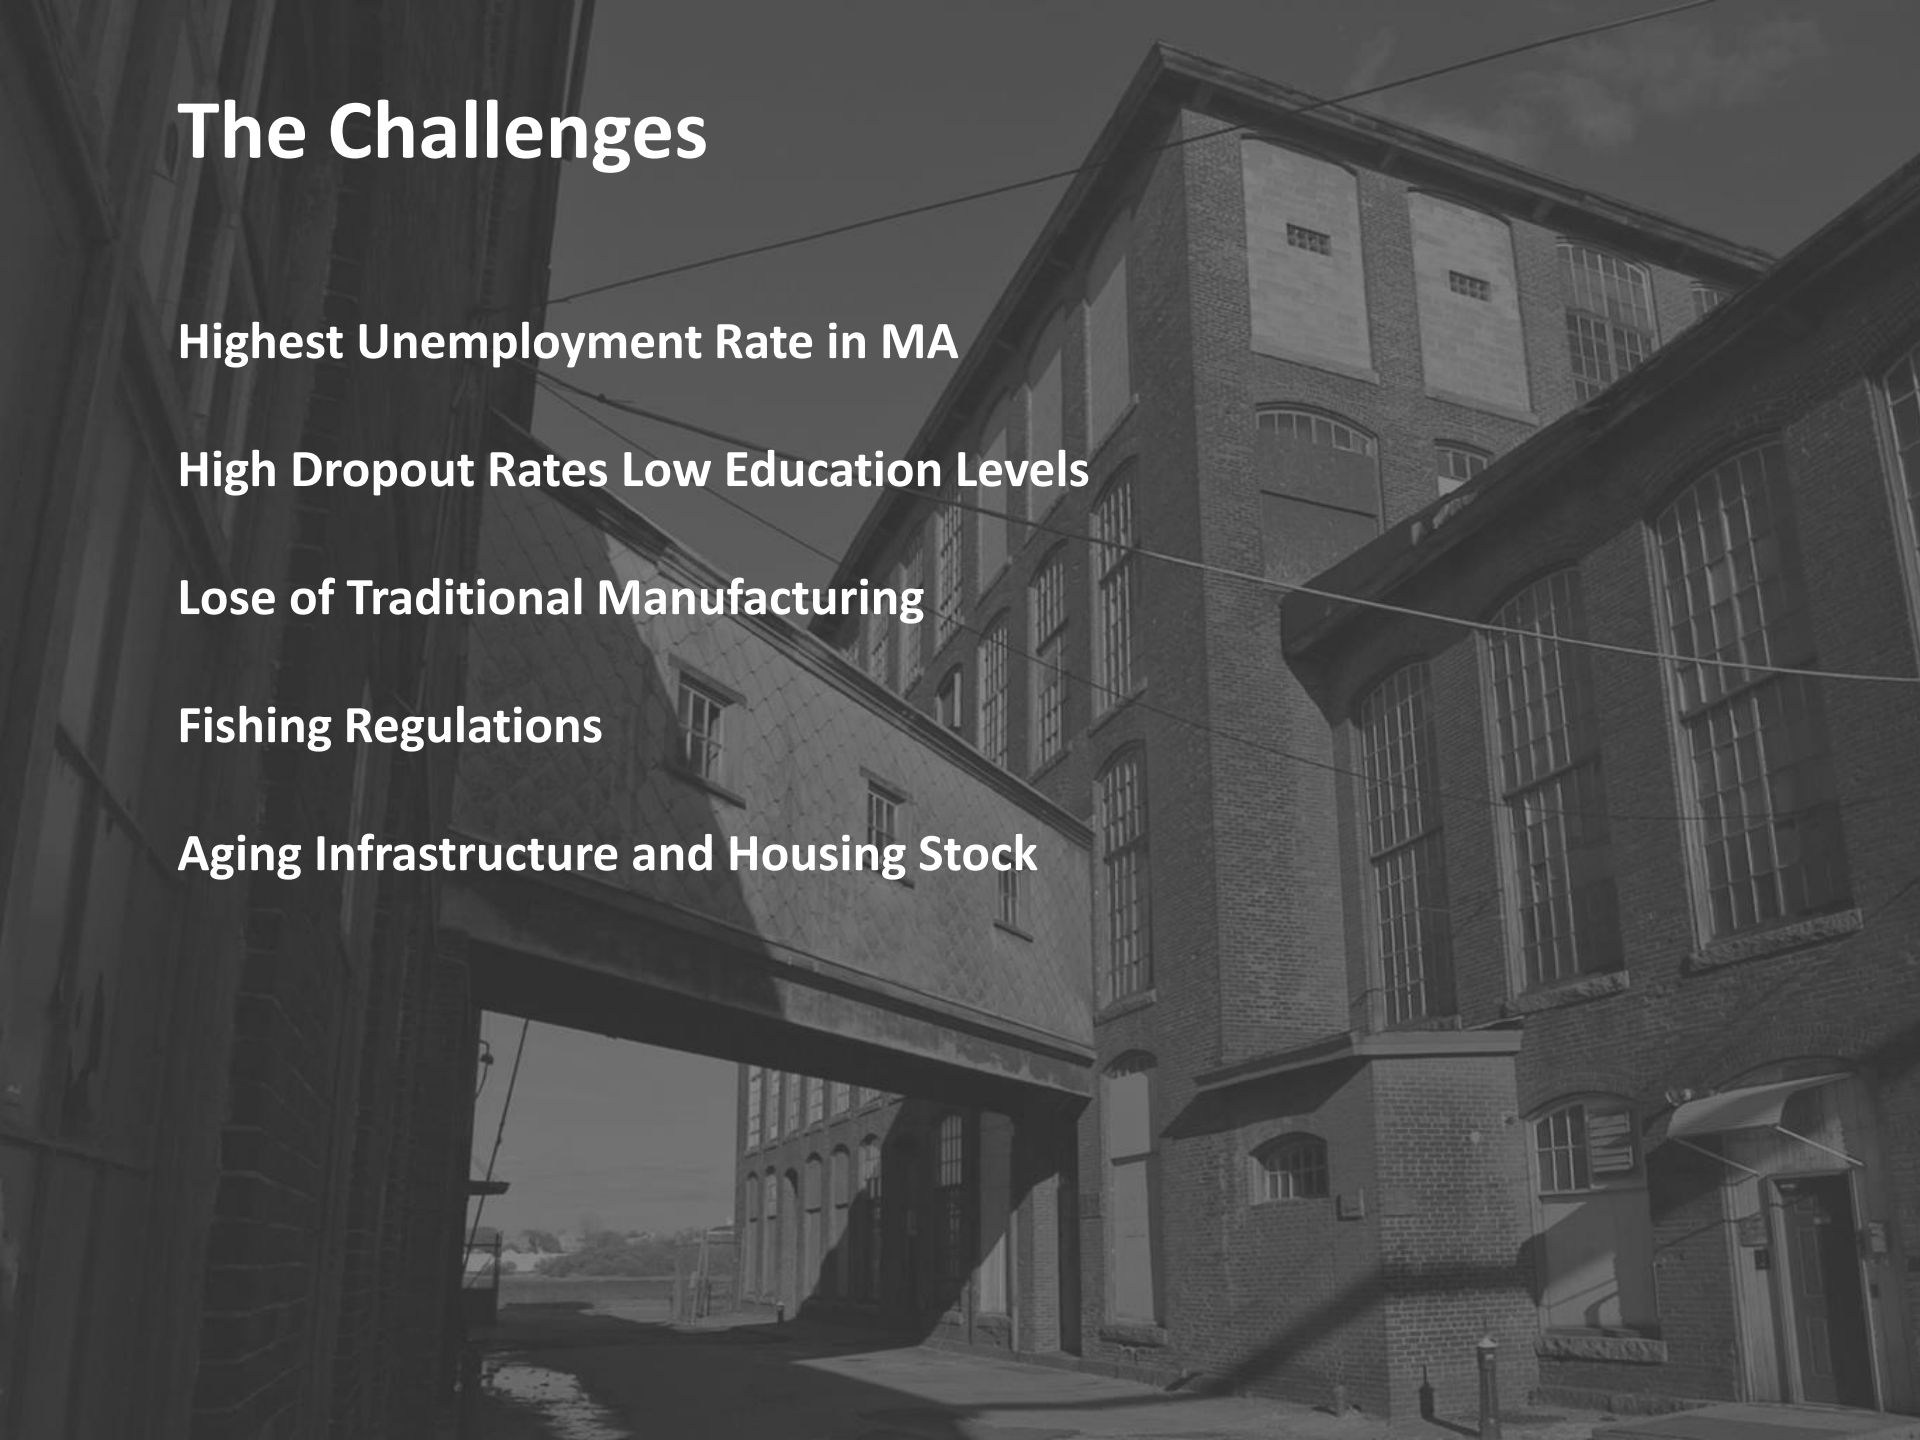 The Challenges
Highest Unemployment Rate in MA
High Dropout Rates Low Education Levels
Lose of Traditional Manufacturing
Fishing Regulations
Aging Infrastructure and Housing Stock